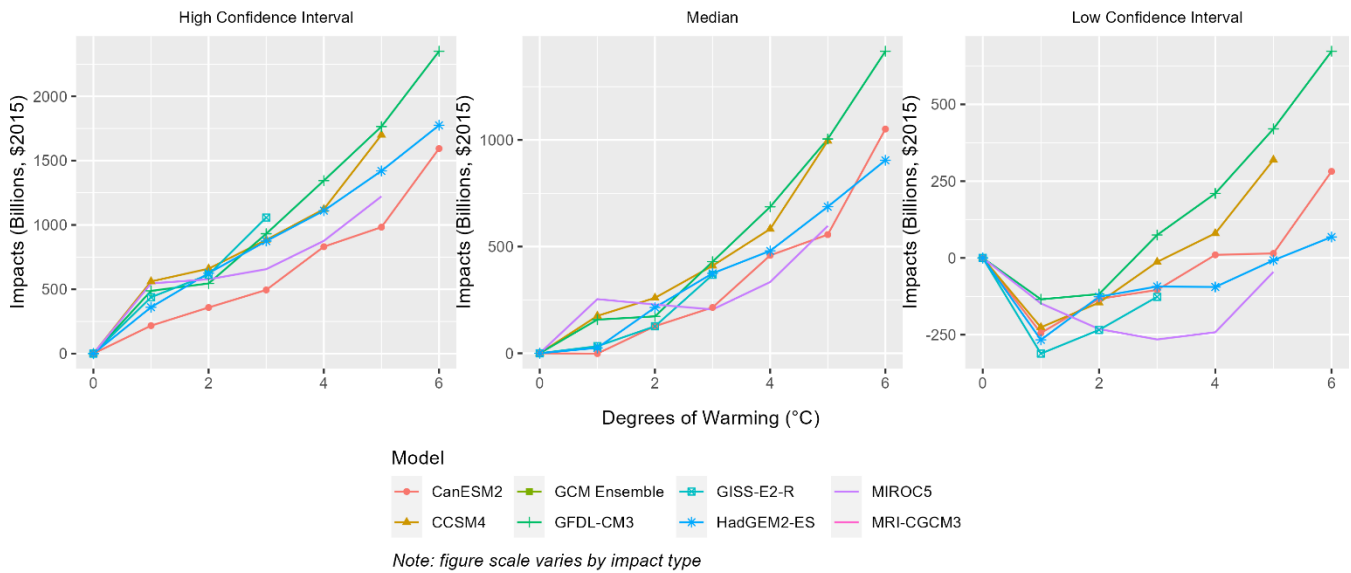 High Confidence Interval
Median
Low Confidence Interval
Impacts (Billions, $2015)
2000
1500
1000
500
0
0 2 4 6
Impacts (Billions, $2015)
1000
500
0
0 2 4 6
Impacts (Billions, $2015)
500
250
0
-250
0 2 4 6
Degrees of Warming (°C)
Model
CanESM2 GCM Ensemble GISS-E2-R MIROC5
CCSM4 GFDL-CM3 HadGEM2-ES MRI-CGCM3
Note: figure scale varies by impact type